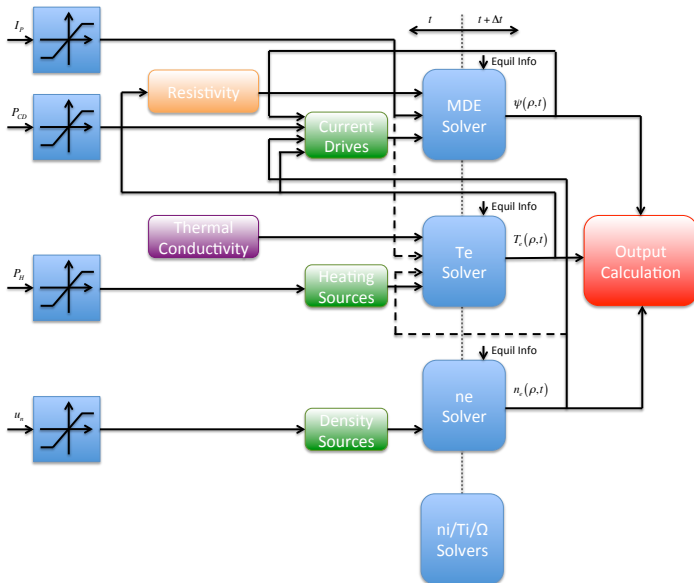 I_P
t
t + Δt
Equil Info
Resistivity
MDE
Solver
ψ(ρ,t)
P_CD
Current
Drives
Equil Info
Thermal
Conductivity
Te
Solver
T_e(ρ,t)
Output
Calculation
P_H
Heating
Sources
Equil Info
ne
Solver
n_e(ρ,t)
u_n
Density
Sources
ni/Ti/Ω
Solvers